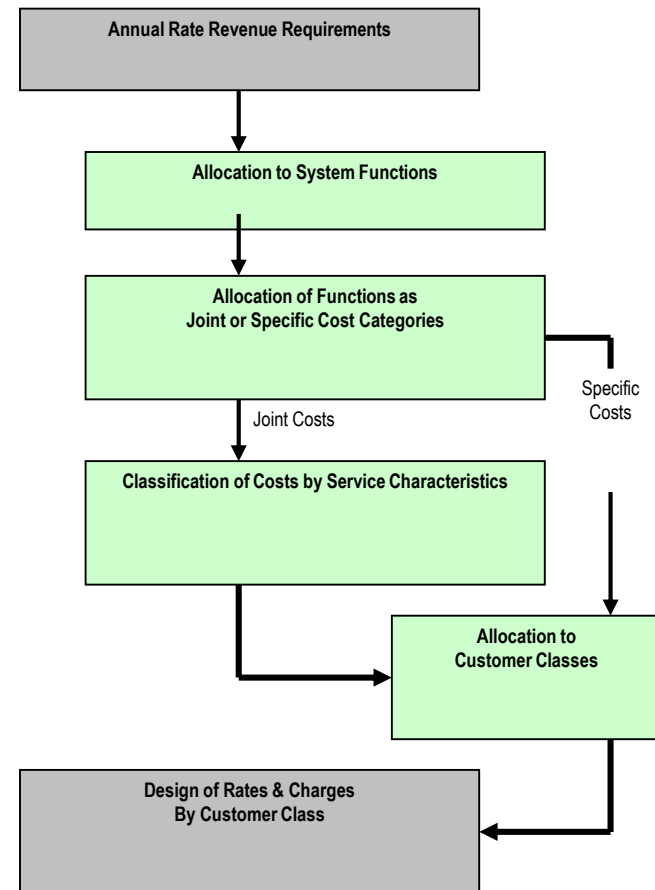 Annual Rate Revenue Requirements
Allocation to System Functions
Allocation of Functions as
Joint or Specific Cost Categories
Specific
Costs
Joint Costs
Classification of Costs by Service Characteristics
Allocation to
Customer Classes
Design of Rates & Charges
By Customer Class